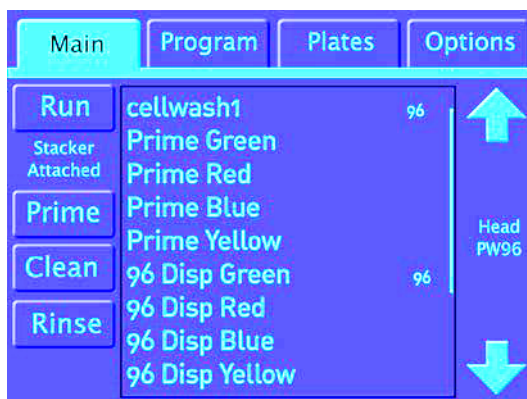 Main
Program
Plates
Options
Run
Stacker
Attached
Prime
Clean
Rinse
cellwash1 96
Prime Green
Prime Red
Prime Blue
Prime Yellow
96 Disp Green 96
96 Disp Red
96 Disp Blue
96 Disp Yellow
Head
PW96